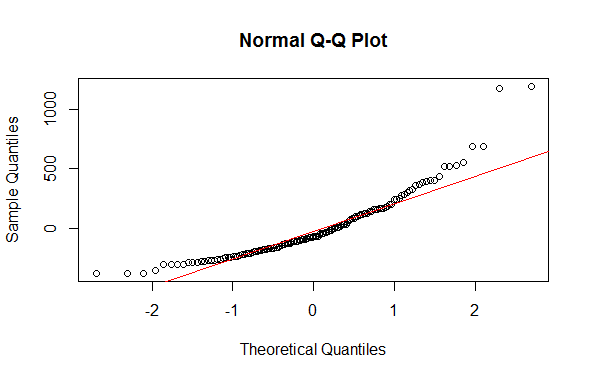 Normal Q-Q Plot
Sample Quantiles
1000
500
0
-2 -1 0 1 2
Theoretical Quantiles